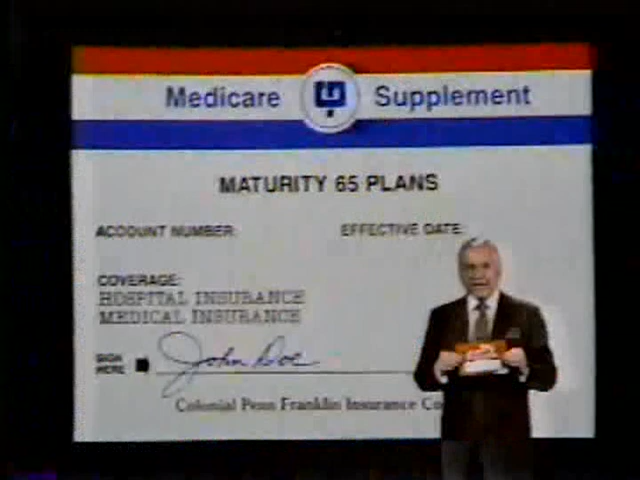 Medicare Supplement
MATURITY 65 PLANS
ACCOUNT NUMBER: EFFECTIVE DATE:
COVERAGE:
HOSPITAL INSURANCE
MEDICAL INSURANCE
SIGN
HERE
John Doe
Colonial Penn Franklin Insurance Co